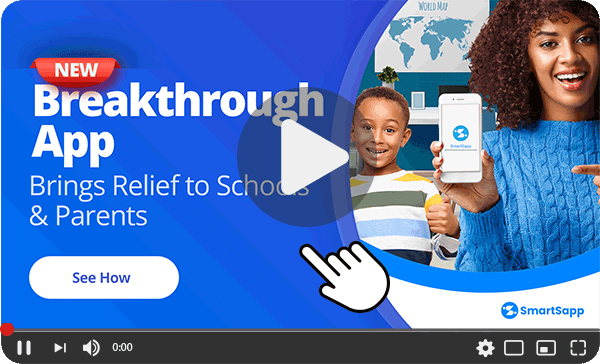 WORLD MAP
NEW
Breakthrough
App
Brings Relief to Schools
& Parents
See How
SmartSapp
SmartSapp
0:00